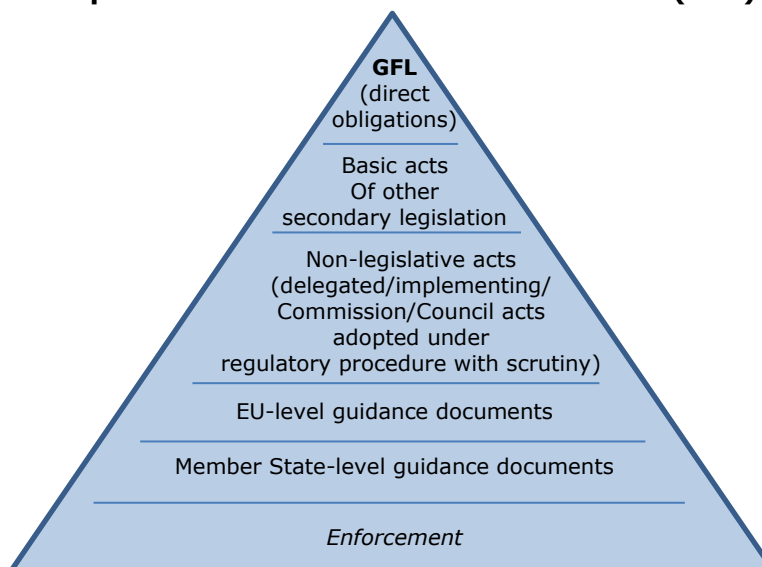 GFL
(direct
obligations)
Basic acts
Of other
secondary legislation
Non-legislative acts
(delegated/implementing/
Commission/Council acts
adopted under
regulatory procedure with scrutiny)
EU-level guidance documents
Member State-level guidance documents
Enforcement